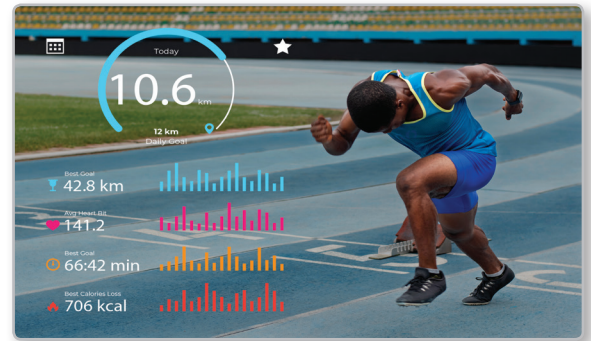 Today
10.6 km
12 km
Daily Goal
Best Goal
42.8 km
Avg Heart Bit
141.2
Best Goal
66:42 min
Best Calories Loss
706 kcal